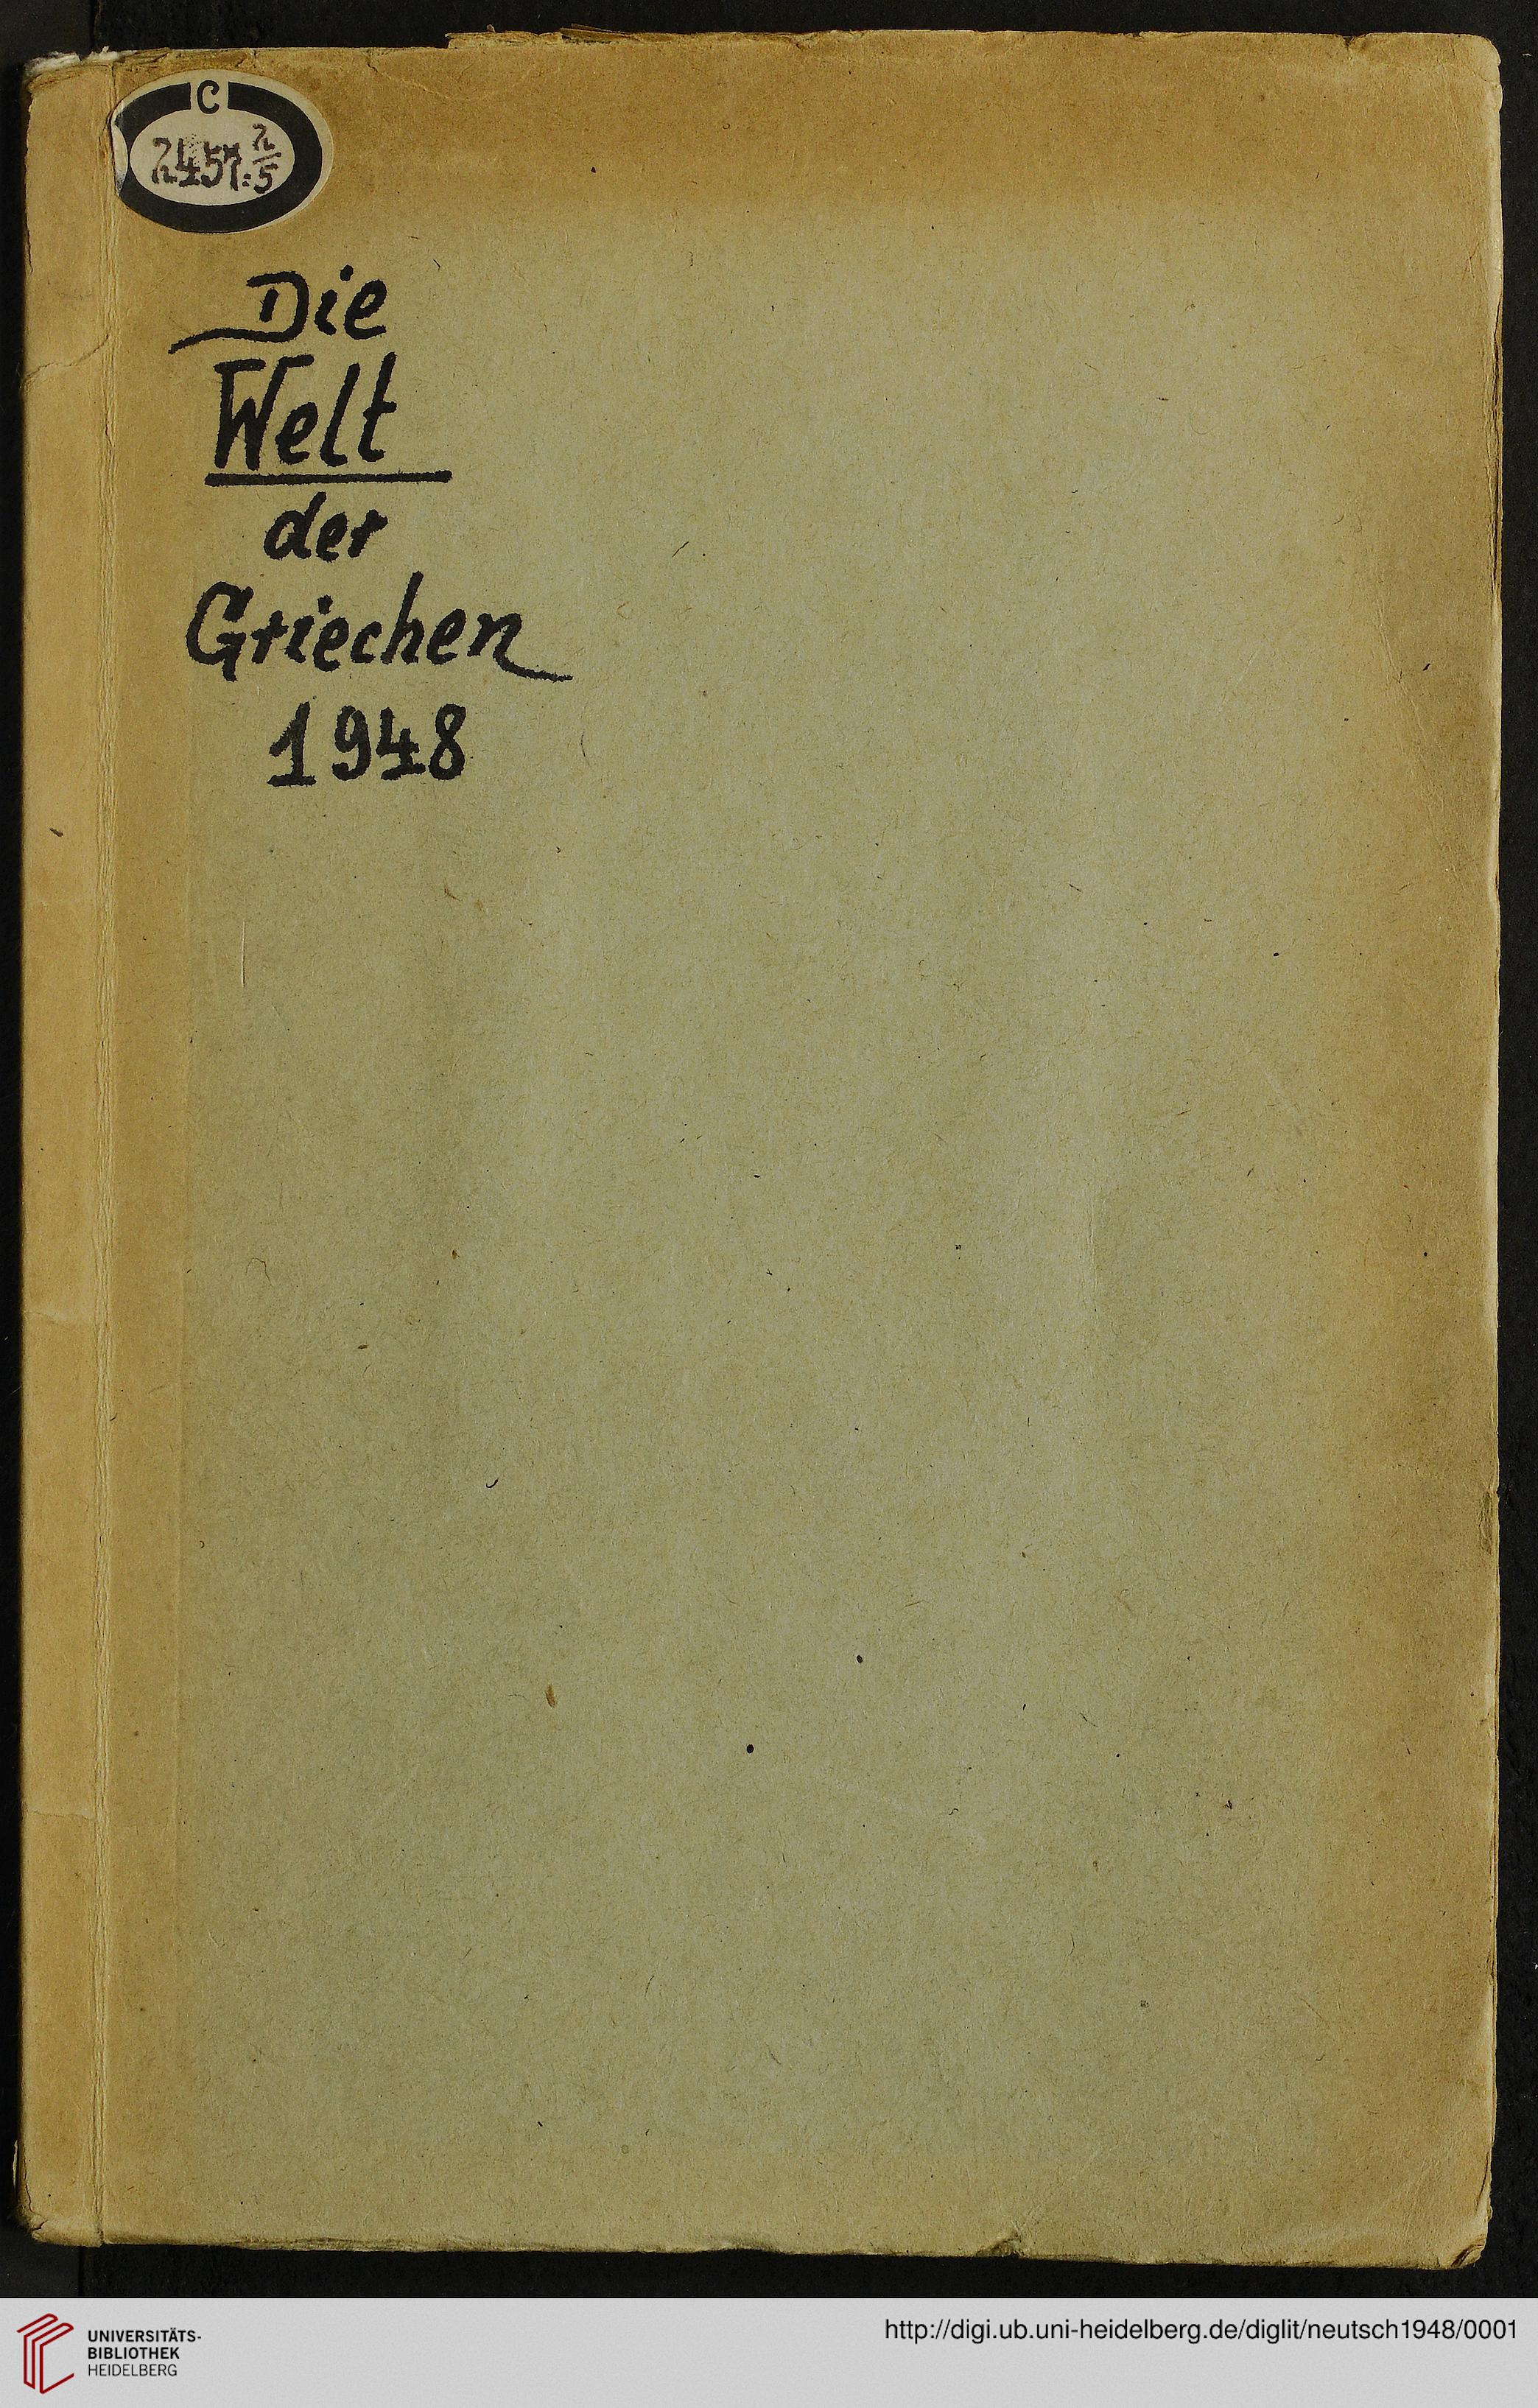 C
Die
Welt
der
Griechen
1948
UNIVERSITÄTS-
BIBLIOTHEK
HEIDELBERG
http://digi.ub.uni-heidelberg.de/diglit/neutsch1948/0001